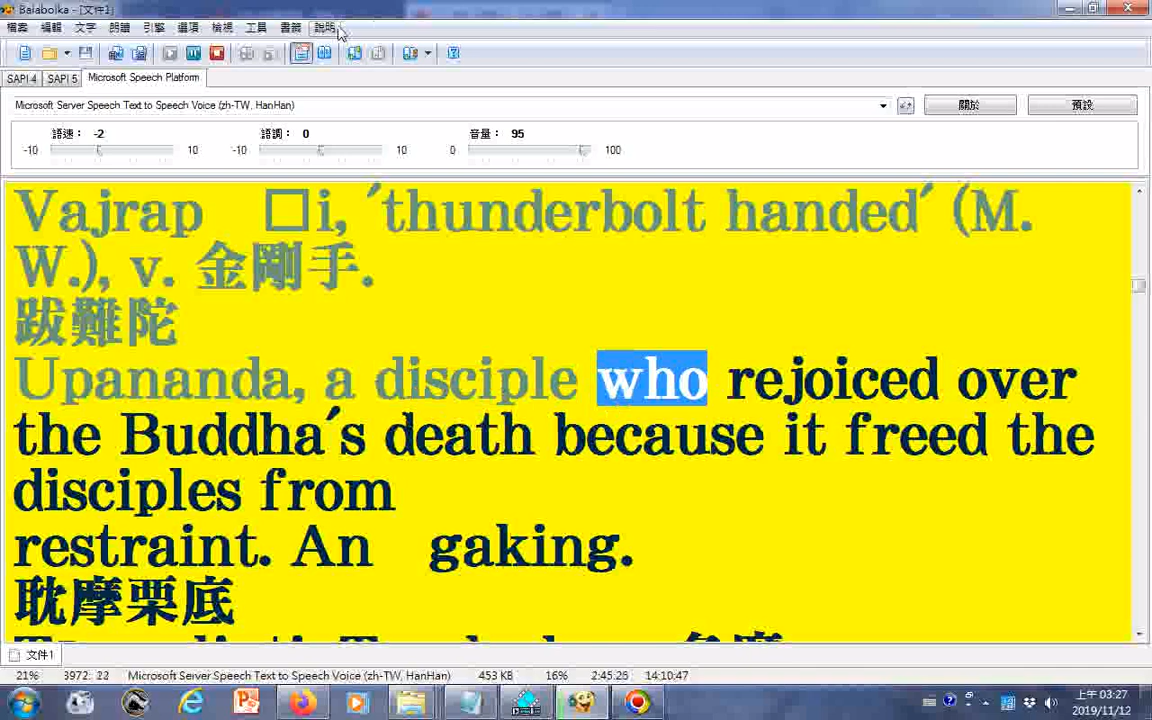 Balabolka - [文件1]
檔案 編輯 文字 朗讀 引擎 選項 檢視 工具 書籤 說明
SAPI 4 SAPI 5 Microsoft Speech Platform
Microsoft Server Speech Text to Speech Voice (zh-TW, HanHan) 關於 預設
語速： -2 語調： 0 音量： 95
-10 10 -10 10 0 100
Vajrap □i, ′thunderbolt handed′ (M.
W.), v. 金剛手.
跋難陀
Upananda, a disciple who rejoiced over
the Buddha′s death because it freed the
disciples from
restraint. An gaking.
耽摩栗底
文件1
21% 3972: 22 Microsoft Server Speech Text to Speech Voice (zh-TW, HanHan) 453 KB 16% 2:45:28 14:10:47
上午 03:27
2019/11/12